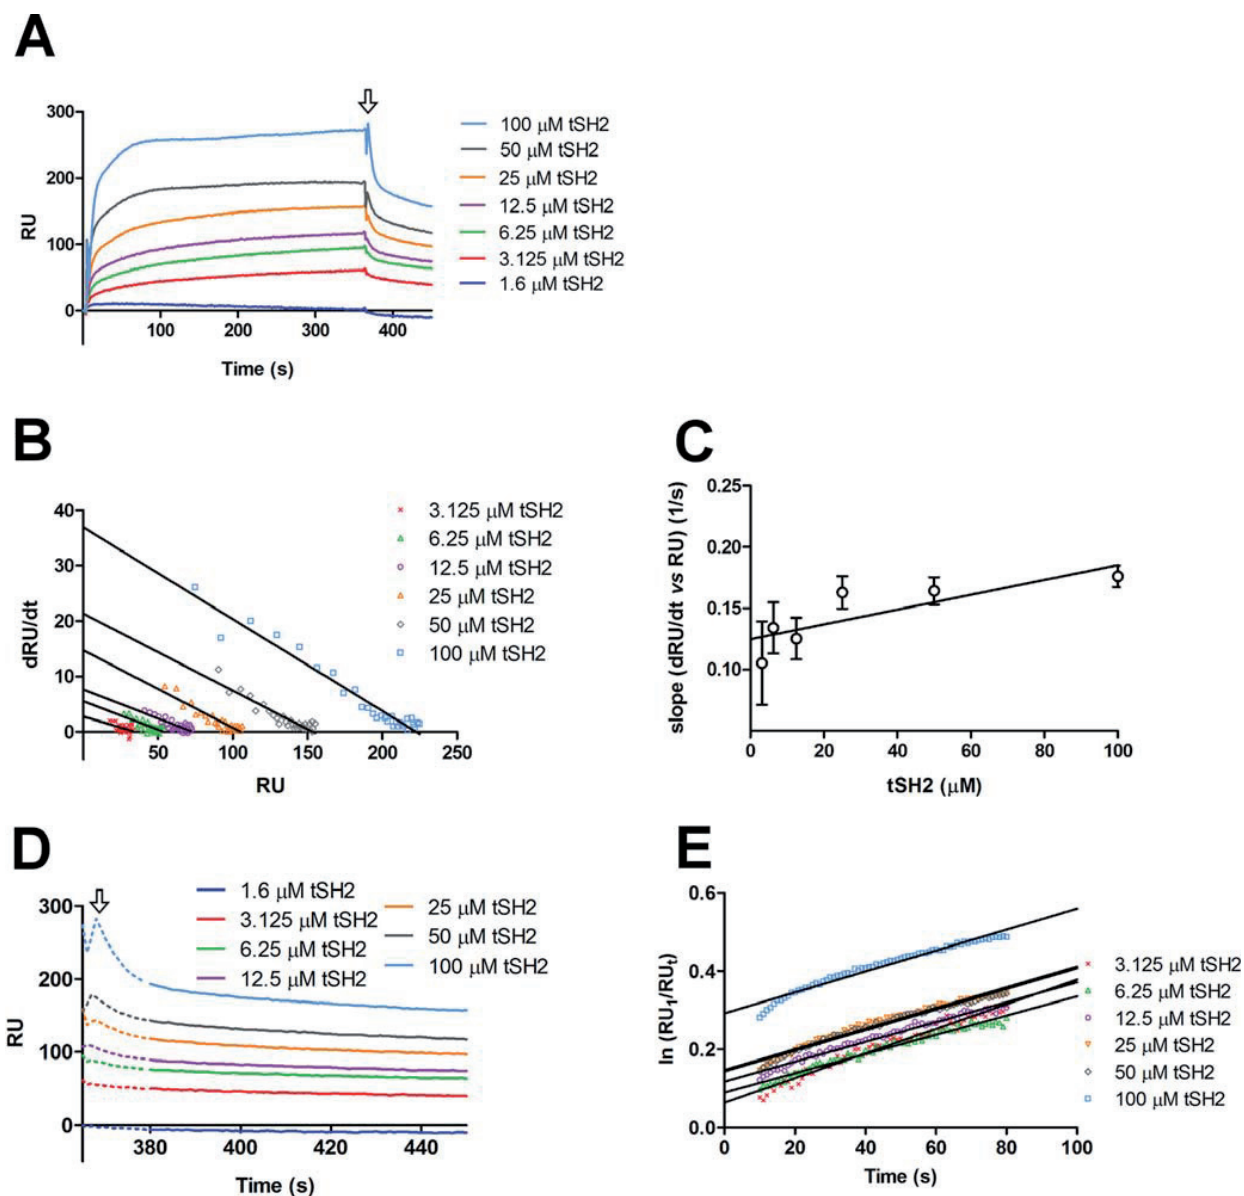 A
300
200
100
0
RU
100
200
300
400
Time (s)
100 μM tSH2
50 μM tSH2
25 μM tSH2
12.5 μM tSH2
6.25 μM tSH2
3.125 μM tSH2
1.6 μM tSH2
B
40
30
20
10
0
dRU/dt
50
100
150
200
250
RU
3.125 μM tSH2
6.25 μM tSH2
12.5 μM tSH2
25 μM tSH2
50 μM tSH2
100 μM tSH2
C
0.25
0.20
0.15
0.10
slope (dRU/dt vs RU) (1/s)
0
20
40
60
80
100
tSH2 (μM)
D
300
200
100
0
RU
380
400
420
440
Time (s)
1.6 μM tSH2
3.125 μM tSH2
6.25 μM tSH2
12.5 μM tSH2
25 μM tSH2
50 μM tSH2
100 μM tSH2
E
0.6
0.4
0.2
0.0
ln (RU1/RUt)
0
20
40
60
80
100
Time (s)
3.125 μM tSH2
6.25 μM tSH2
12.5 μM tSH2
25 μM tSH2
50 μM tSH2
100 μM tSH2